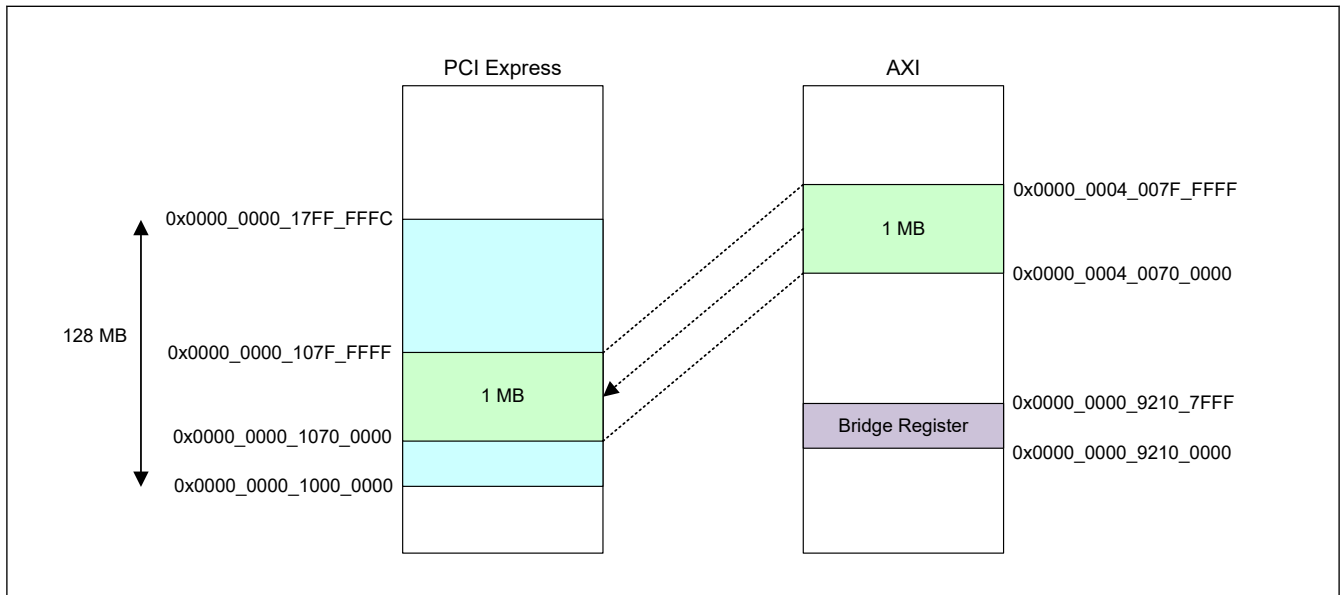 PCI Express
AXI
0x0000_0004_007F_FFFF
0x0000_0000_17FF_FFFC
1 MB
0x0000_0004_0070_0000
128 MB
0x0000_0000_107F_FFFF
1 MB
0x0000_0000_9210_7FFF
Bridge Register
0x0000_0000_1070_0000
0x0000_0000_9210_0000
0x0000_0000_1000_0000